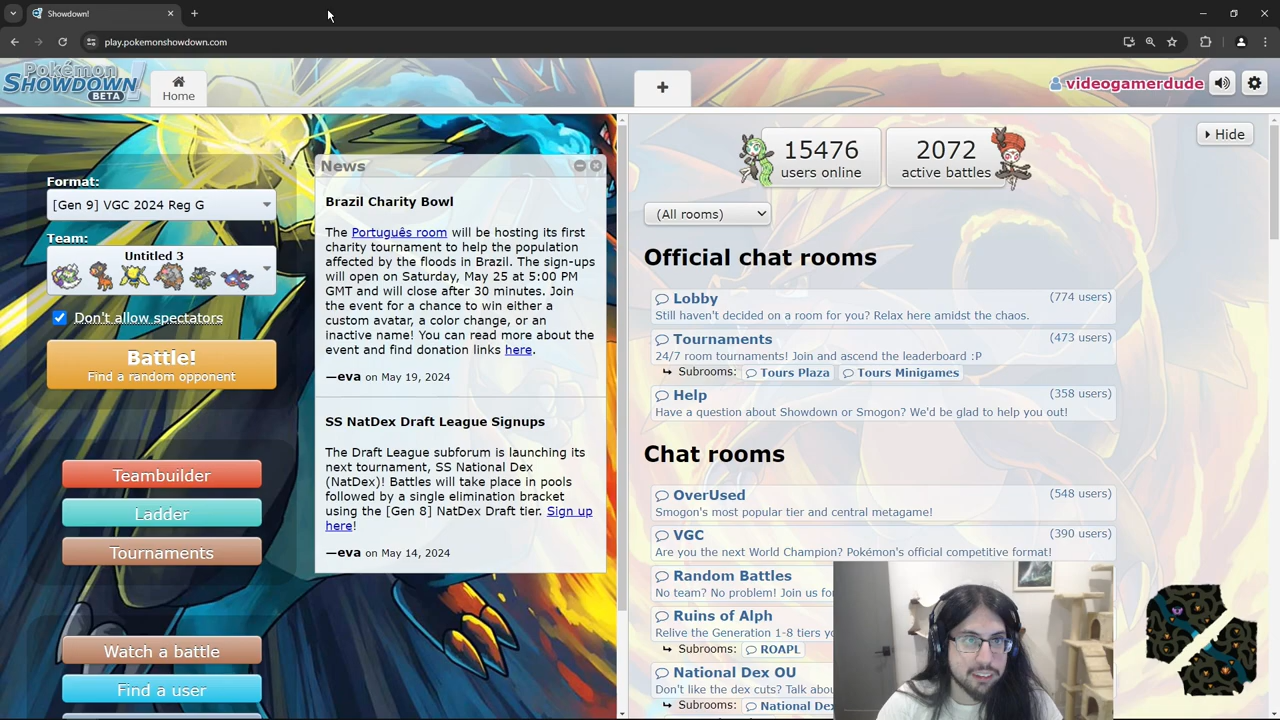 Showdown!
play.pokemonshowdown.com
Pokémon
SHOWDOWN!
BETA
Home
videogamerdude
Format:
[Gen 9] VGC 2024 Reg G
Team:
Untitled 3
Don't allow spectators
Battle!
Find a random opponent
Teambuilder
Ladder
Tournaments
Watch a battle
Find a user
News
Brazil Charity Bowl
The Português room will be hosting its first
charity tournament to help the population
affected by the floods in Brazil. The sign-ups
will open on Saturday, May 25 at 5:00 PM
GMT and will close after 30 minutes. Join
the event for a chance to win either a
custom avatar, a color change, or an
inactive name! You can read more about the
event and find donation links here.
—eva on May 19, 2024
SS NatDex Draft League Signups
The Draft League subforum is launching its
next tournament, SS National Dex
(NatDex)! Battles will take place in pools
followed by a single elimination bracket
using the [Gen 8] NatDex Draft tier. Sign up
here!
—eva on May 14, 2024
Hide
15476
users online
2072
active battles
(All rooms)
Official chat rooms
Lobby (774 users)
Still haven't decided on a room for you? Relax here amidst the chaos.
Tournaments (473 users)
24/7 room tournaments! Join and ascend the leaderboard :P
Subrooms: Tours Plaza Tours Minigames
Help (358 users)
Have a question about Showdown or Smogon? We'd be glad to help you out!
Chat rooms
OverUsed (548 users)
Smogon's most popular tier and central metagame!
VGC (390 users)
Are you the next World Champion? Pokémon's official competitive format!
Random Battles
No team? No problem! Join us for
Ruins of Alph
Relive the Generation 1-8 tiers
Subrooms: ROAPL
National Dex OU
Don't like the dex cuts? Talk
Subrooms: National Dex